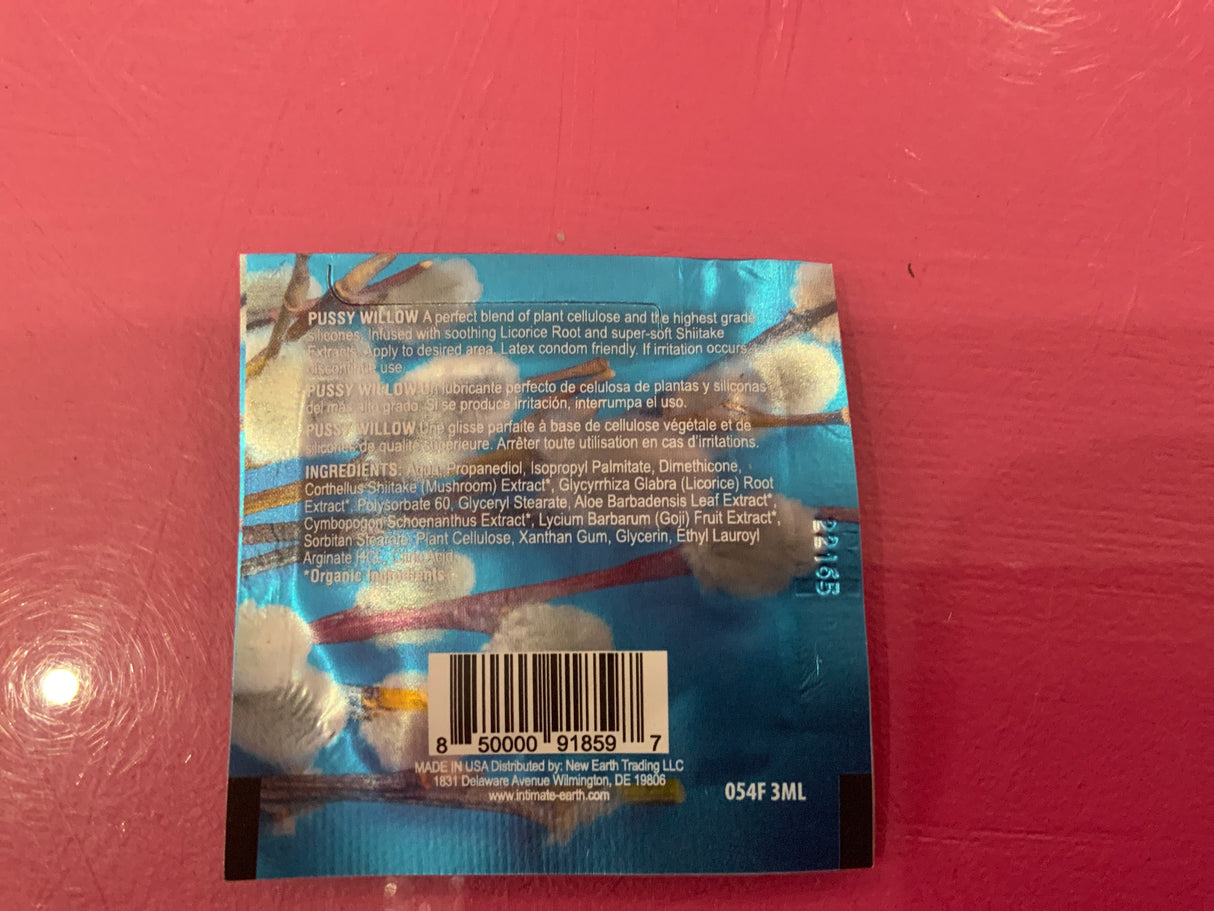 PUSSY WILLOW A perfect blend of plant cellulose and the highest grade
silicones. Infused with soothing Licorice Root and super-soft Shiitake
Extracts. Apply to desired area. Latex condom friendly. If irritation occurs,
discontinue use.
PUSSY WILLOW Un lubricante perfecto de celulosa de plantas y siliconas
del más alto grado. Si se produce irritación, interrumpa el uso.
PUSSY WILLOW Une glisse parfaite à base de cellulose végétale et de
silicones de qualité supérieure. Arrêter toute utilisation en cas d'irritations.
INGREDIENTS: Aqua, Propanediol, Isopropyl Palmitate, Dimethicone,
Corthellus Shiitake (Mushroom) Extract*, Glycyrrhiza Glabra (Licorice) Root
Extract*, Polysorbate 60, Glyceryl Stearate, Aloe Barbadensis Leaf Extract*,
Cymbopogon Schoenanthus Extract*, Lycium Barbarum (Goji) Fruit Extract*,
Sorbitan Stearate, Plant Cellulose, Xanthan Gum, Glycerin, Ethyl Lauroyl
Arginate HCL, Citric Acid
*Organic Ingredients
22165
8 50000 91859 7
MADE IN USA Distributed by: New Earth Trading LLC
1831 Delaware Avenue Wilmington, DE 19806
www.intimate-earth.com
054F 3ML